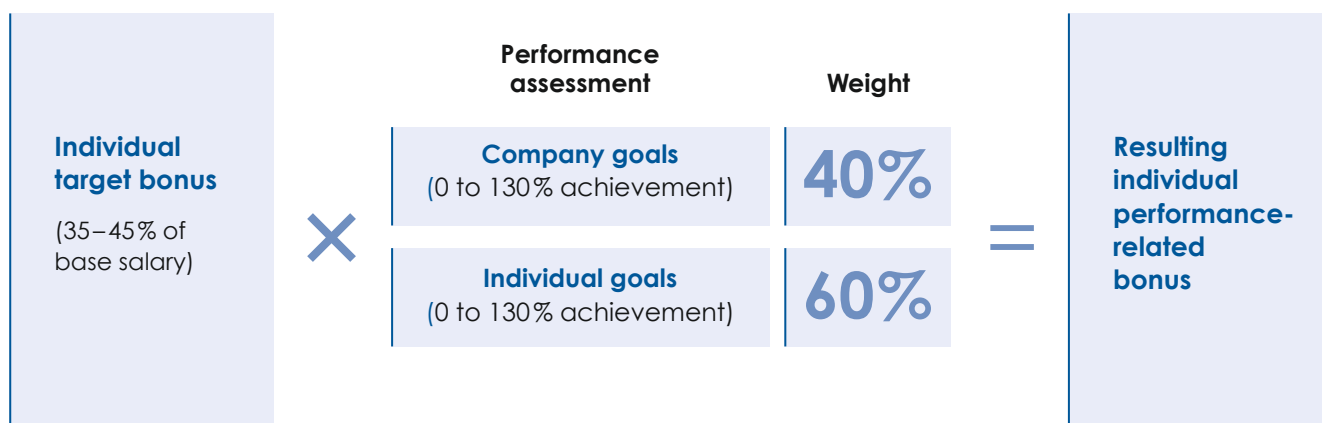 Individual
target bonus
(35–45% of
base salary)
×
Performance
assessment
Weight
Company goals
(0 to 130% achievement)
40%
Individual goals
(0 to 130% achievement)
60%
=
Resulting
individual
performance-
related
bonus